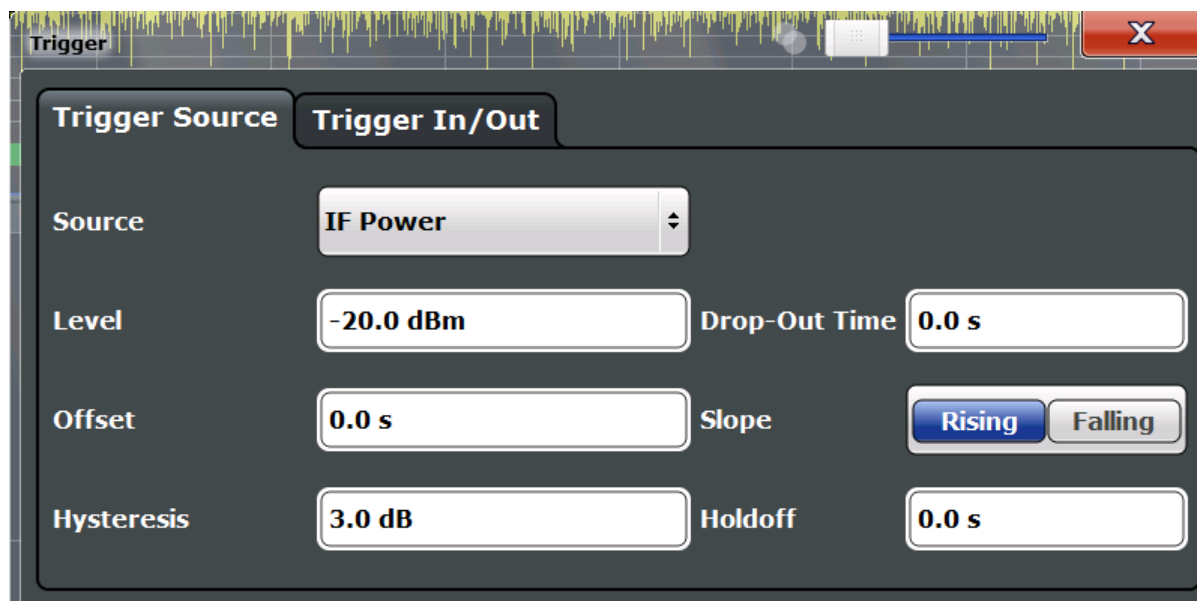 Trigger
Trigger Source Trigger In/Out
Source IF Power
Level -20.0 dBm Drop-Out Time 0.0 s
Offset 0.0 s Slope Rising Falling
Hysteresis 3.0 dB Holdoff 0.0 s